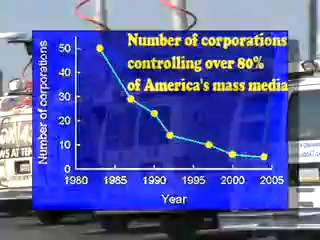 Number of corporations
controlling over 80%
of America's mass media
Number of corporations
50
40
30
20
10
0
1980 1985 1990 1995 2000 2005
Year